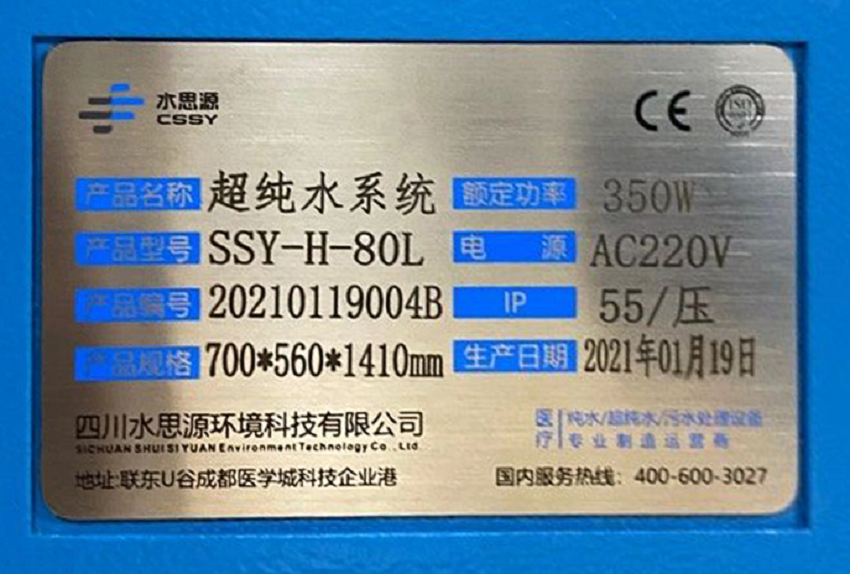 水思源
CSSY
CE ISO
产品名称 超纯水系统 额定功率 350W
产品型号 SSY-H-80L 电源 AC220V
产品编号 20210119004B IP 55/压
产品规格 700*560*1410mm 生产日期 2021年01月19日
四川水思源环境科技有限公司
SICHUAN SHUI SI YUAN Environment Technology Co., Ltd.
医疗 纯水/超纯水/污水处理设备
专业制造运营商
地址:联东U谷成都医学城科技企业港 国内服务热线：400-600-3027